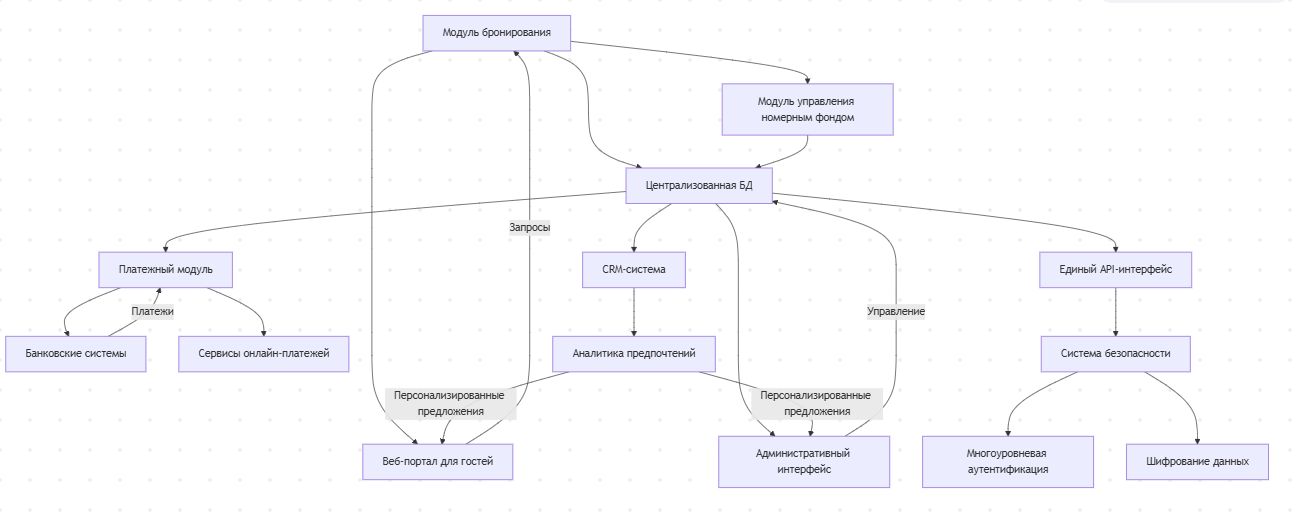 Модуль бронирования
Модуль управления
номерным фондом
Централизованная БД
Запросы
Платежный модуль
CRM-система
Единый API-интерфейс
Платежи
Управление
Банковские системы
Сервисы онлайн-платежей
Аналитика предпочтений
Система безопасности
Персонализированные
предложения
Персонализированные
предложения
Веб-портал для гостей
Административный
интерфейс
Многоуровневая
аутентификация
Шифрование данных